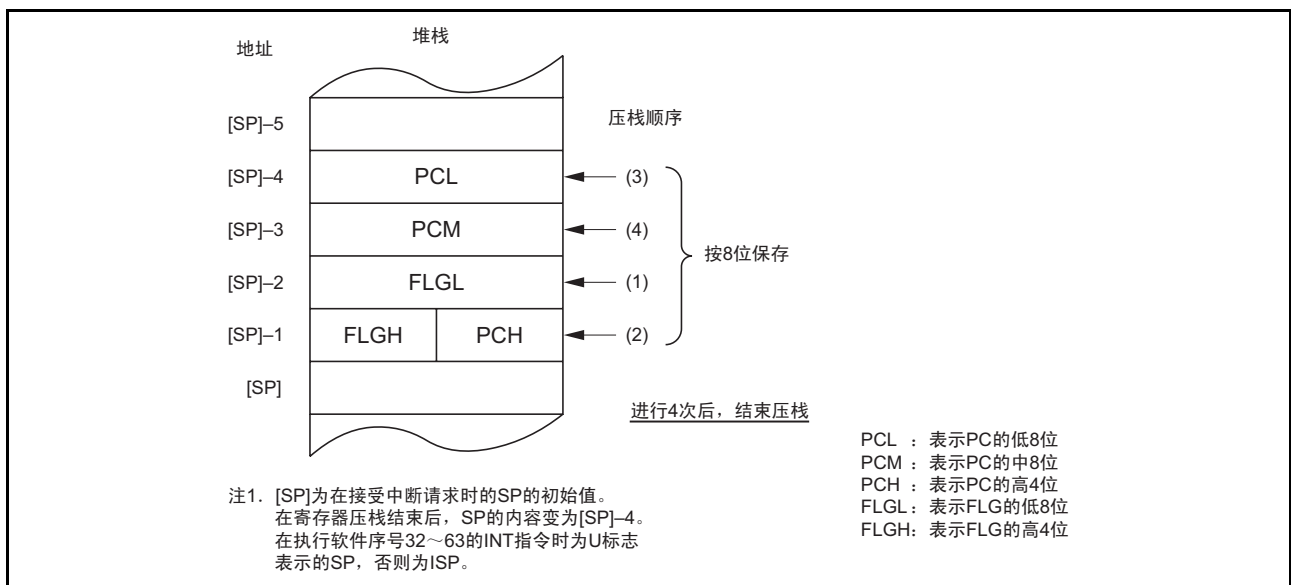 地址
堆栈
[SP]–5
压栈顺序
[SP]–4
PCL
(3)
[SP]–3
PCM
(4)
按8位保存
[SP]–2
FLGL
(1)
[SP]–1
FLGH
PCH
(2)
[SP]
进行4次后，结束压栈
PCL ：表示PC的低8位
PCM ：表示PC的中8位
PCH ：表示PC的高4位
FLGL：表示FLG的低8位
FLGH：表示FLG的高4位
注1. [SP]为在接受中断请求时的SP的初始值。
在寄存器压栈结束后，SP的内容变为[SP]–4。
在执行软件序号32～63的INT指令时为U标志
表示的SP，否则为ISP。